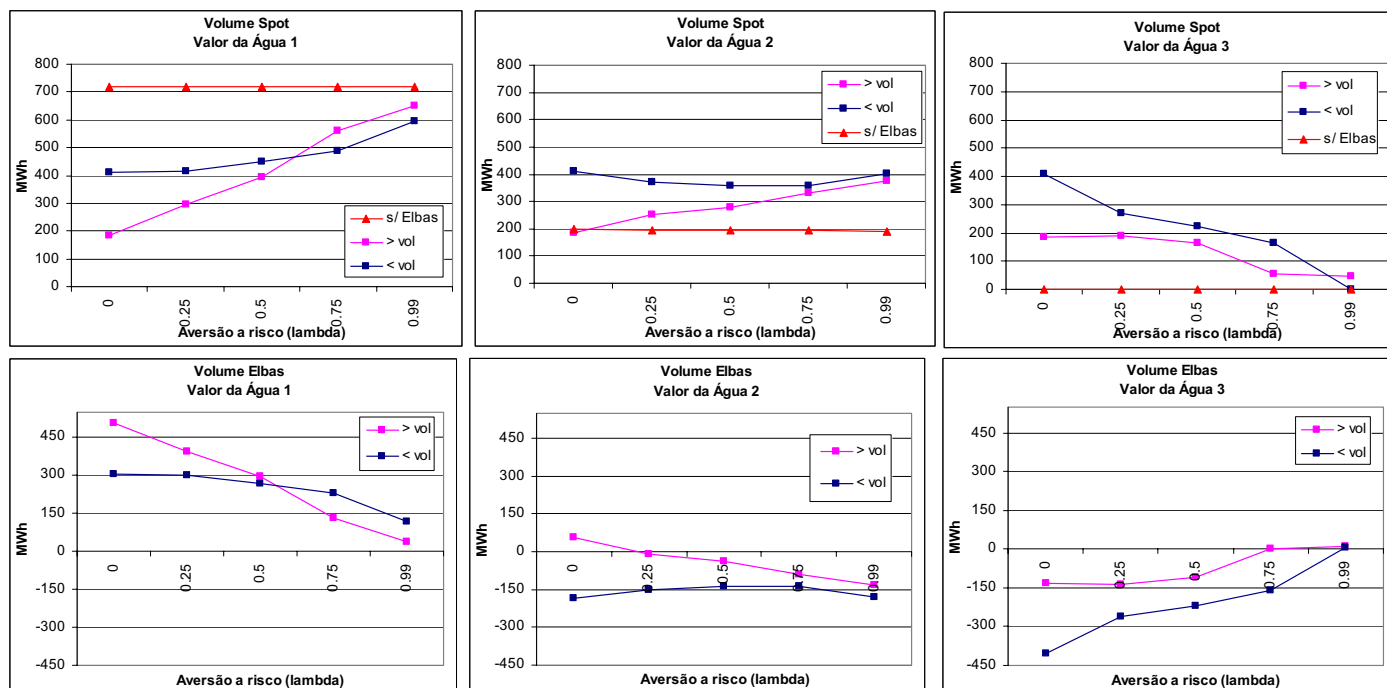 Volume Spot
Valor da Água 1
800
700
600
500
400
300
200
100
0
MWh
s/ Elbas
> vol
< vol
0
0.25
0.5
0.75
0.99
Aversão a risco (lambda)
Volume Spot
Valor da Água 2
800
700
600
500
400
300
200
100
0
MWh
> vol
< vol
s/ Elbas
0
0.25
0.5
0.75
0.99
Aversão a risco (lambda)
Volume Spot
Valor da Água 3
800
700
600
500
400
300
200
100
0
MWh
> vol
< vol
s/ Elbas
0
0.25
0.5
0.75
0.99
Aversão a risco (lambda)
Volume Elbas
Valor da Água 1
450
300
150
0
-150
-300
-450
MWh
> vol
< vol
0
0.25
0.5
0.75
0.99
Aversão a risco (lambda)
Volume Elbas
Valor da Água 2
450
300
150
0
-150
-300
-450
MWh
> vol
< vol
0
0.25
0.5
0.75
0.99
Aversão a risco (lambda)
Volume Elbas
Valor da Água 3
450
300
150
0
-150
-300
-450
MWh
> vol
< vol
0
0.25
0.5
0.75
0.99
Aversão a risco (lambda)